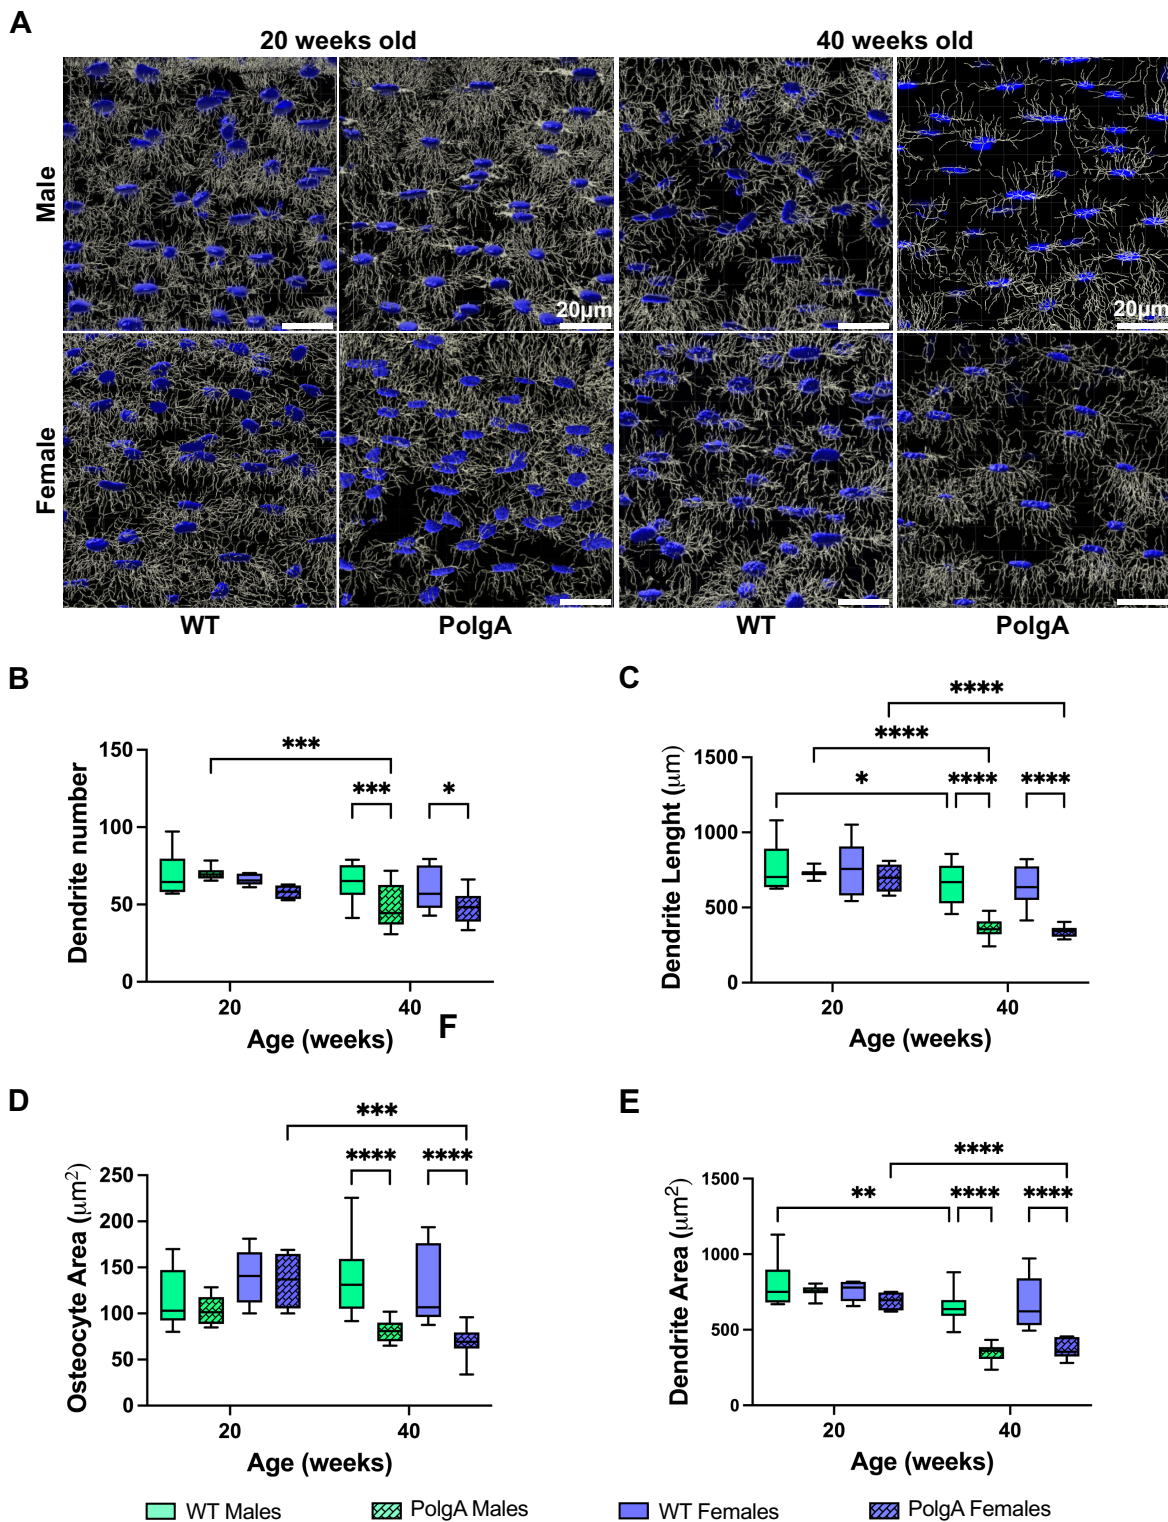 A
20 weeks old
40 weeks old
Male
20µm
20µm
Female
WT
PolgA
WT
PolgA
B
***
***
*
Dendrite number
150
100
50
0
20
40
Age (weeks)
F
C
****
****
*
****
****
Dendrite Lenght (µm)
1500
1000
500
0
20
40
Age (weeks)
D
***
****
****
Osteocyte Area (µm²)
250
200
150
100
50
0
20
40
Age (weeks)
E
****
**
****
****
Dendrite Area (µm²)
1500
1000
500
0
20
40
Age (weeks)
WT Males
PolgA Males
WT Females
PolgA Females